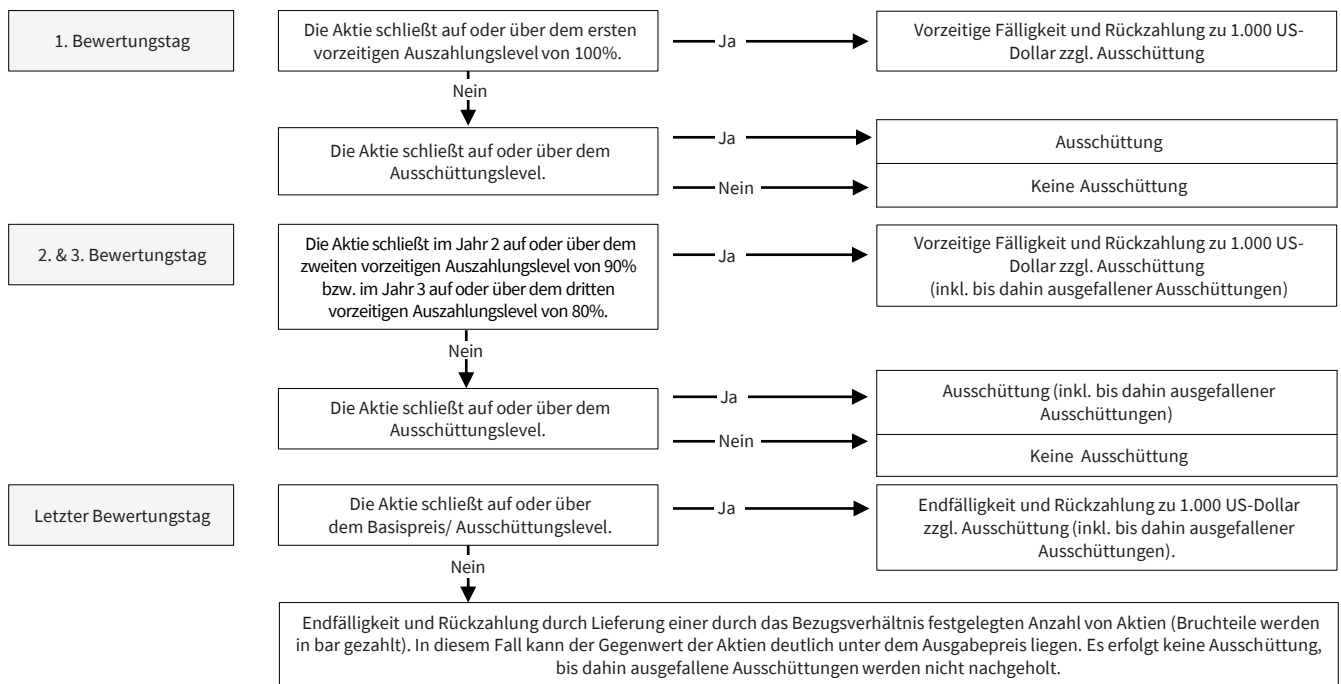 1. Bewertungstag
Die Aktie schließt auf oder über dem ersten
vorzeitigen Auszahlungslevel von 100%.
Ja
Vorzeitige Fälligkeit und Rückzahlung zu 1.000 US-
Dollar zzgl. Ausschüttung
Nein
Die Aktie schließt auf oder über dem
Ausschüttungslevel.
Ja
Ausschüttung
Nein
Keine Ausschüttung
2. & 3. Bewertungstag
Die Aktie schließt im Jahr 2 auf oder über dem
zweiten vorzeitigen Auszahlungslevel von 90%
bzw. im Jahr 3 auf oder über dem dritten
vorzeitigen Auszahlungslevel von 80%.
Ja
Vorzeitige Fälligkeit und Rückzahlung zu 1.000 US-
Dollar zzgl. Ausschüttung
(inkl. bis dahin ausgefallener Ausschüttungen)
Nein
Die Aktie schließt auf oder über dem
Ausschüttungslevel.
Ja
Ausschüttung (inkl. bis dahin ausgefallener
Ausschüttungen)
Nein
Keine Ausschüttung
Letzter Bewertungstag
Die Aktie schließt auf oder über
dem Basispreis/ Ausschüttungslevel.
Ja
Endfälligkeit und Rückzahlung zu 1.000 US-Dollar
zzgl. Ausschüttung (inkl. bis dahin ausgefallener
Ausschüttungen).
Nein
Endfälligkeit und Rückzahlung durch Lieferung einer durch das Bezugsverhältnis festgelegten Anzahl von Aktien (Bruchteile werden
in bar gezahlt). In diesem Fall kann der Gegenwert der Aktien deutlich unter dem Ausgabepreis liegen. Es erfolgt keine Ausschüttung,
bis dahin ausgefallene Ausschüttungen werden nicht nachgeholt.